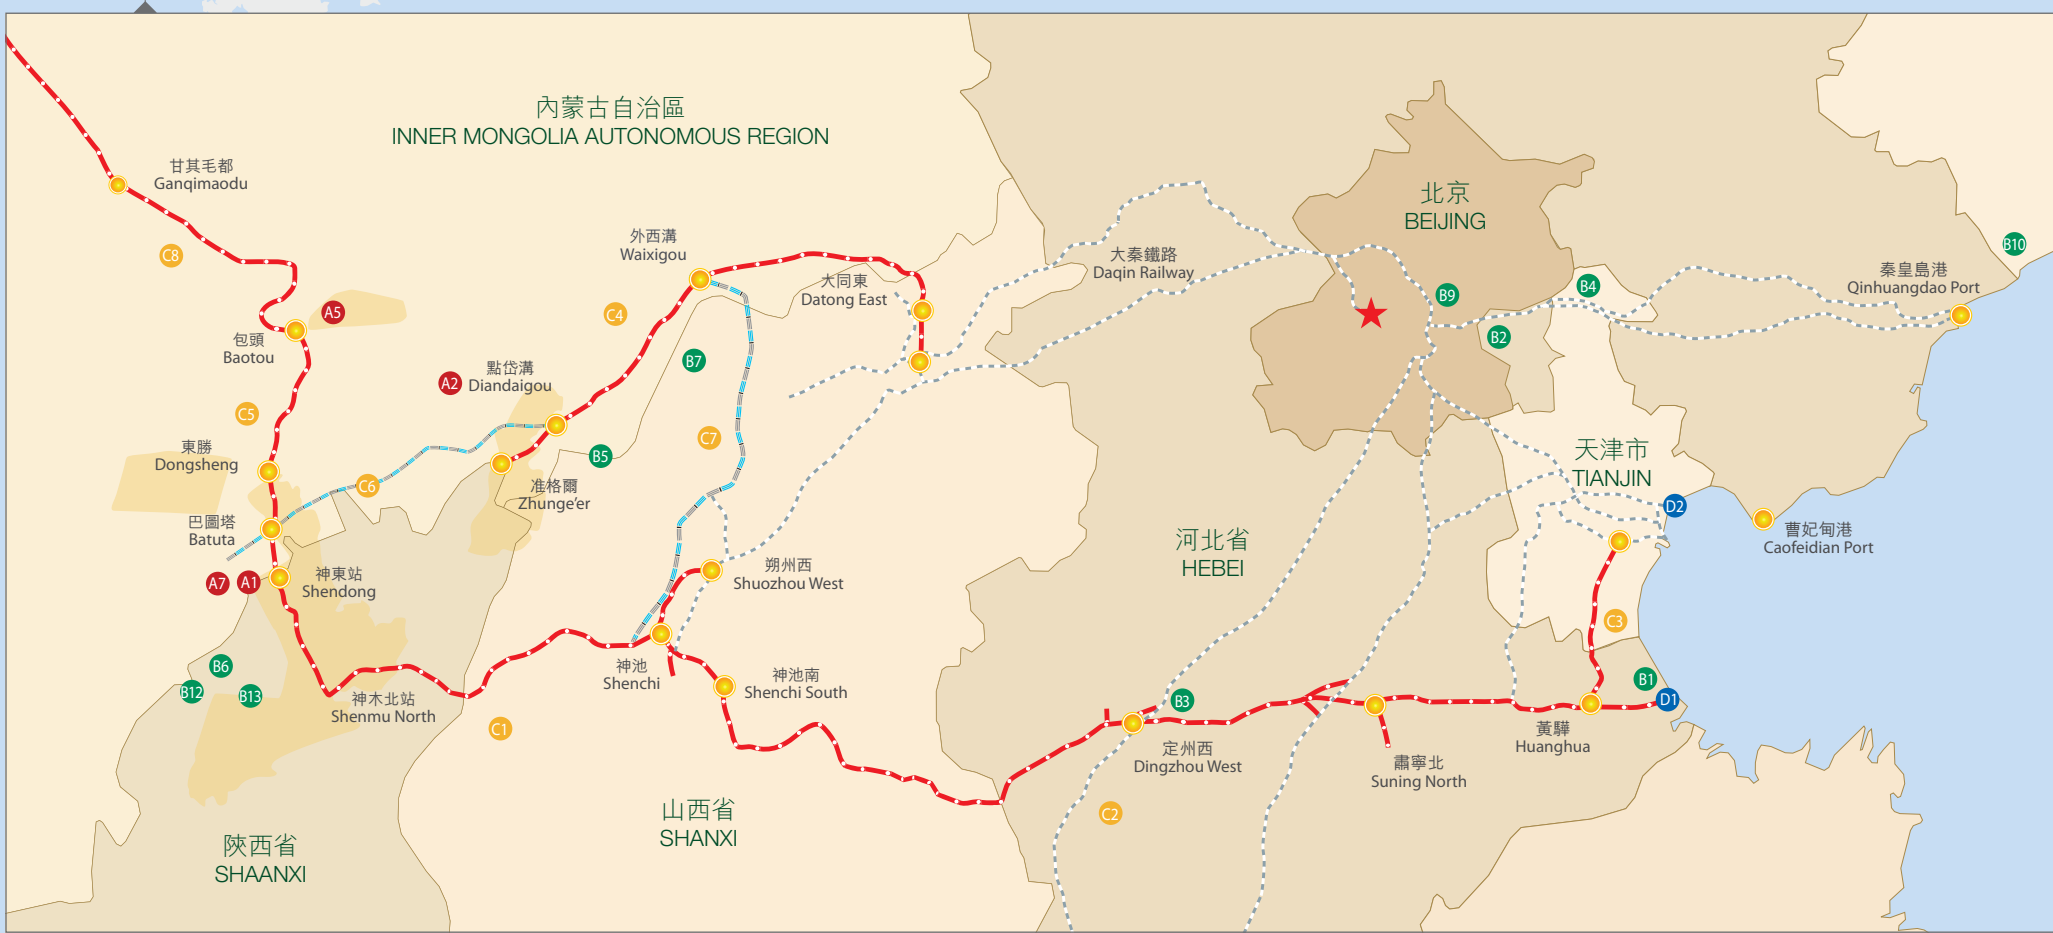 內蒙古自治區
INNER MONGOLIA AUTONOMOUS REGION
甘其毛都
Ganqimaodu
C8
北京
BEIJING
外西溝
Waixigou
大秦鐵路
Daqin Railway
B10
秦皇島港
Qinhuangdao Port
大同東
Datong East
B4
B9
A5
C4
B2
包頭
Baotou
B7
點岱溝
Diandaigou
A2
C5
C7
東勝
Dongsheng
天津市
TIANJIN
B5
C6
准格爾
Zhunge'er
D2
巴圖塔
Batuta
河北省
HEBEI
曹妃甸港
Caofeidian Port
神東站
Shendong
朔州西
Shuozhou West
A7
A1
C3
B6
神池
Shenchi
神池南
Shenchi South
B1
B12
B13
神木北站
Shenmu North
B3
D1
C1
黃驊
Huanghua
定州西
Dingzhou West
肅寧北
Suning North
山西省
SHANXI
C2
陝西省
SHAANXI